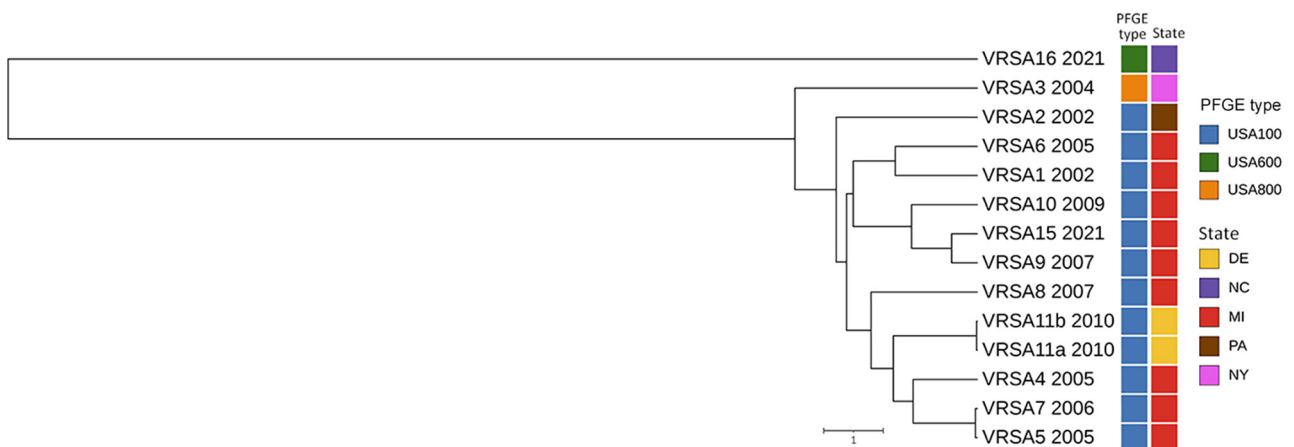 PFGE
type State
VRSA16 2021
VRSA3 2004
VRSA2 2002
VRSA6 2005
VRSA1 2002
VRSA10 2009
VRSA15 2021
VRSA9 2007
VRSA8 2007
VRSA11b 2010
VRSA11a 2010
VRSA4 2005
VRSA7 2006
VRSA5 2005
1
PFGE type
USA100
USA600
USA800
State
DE
NC
MI
PA
NY